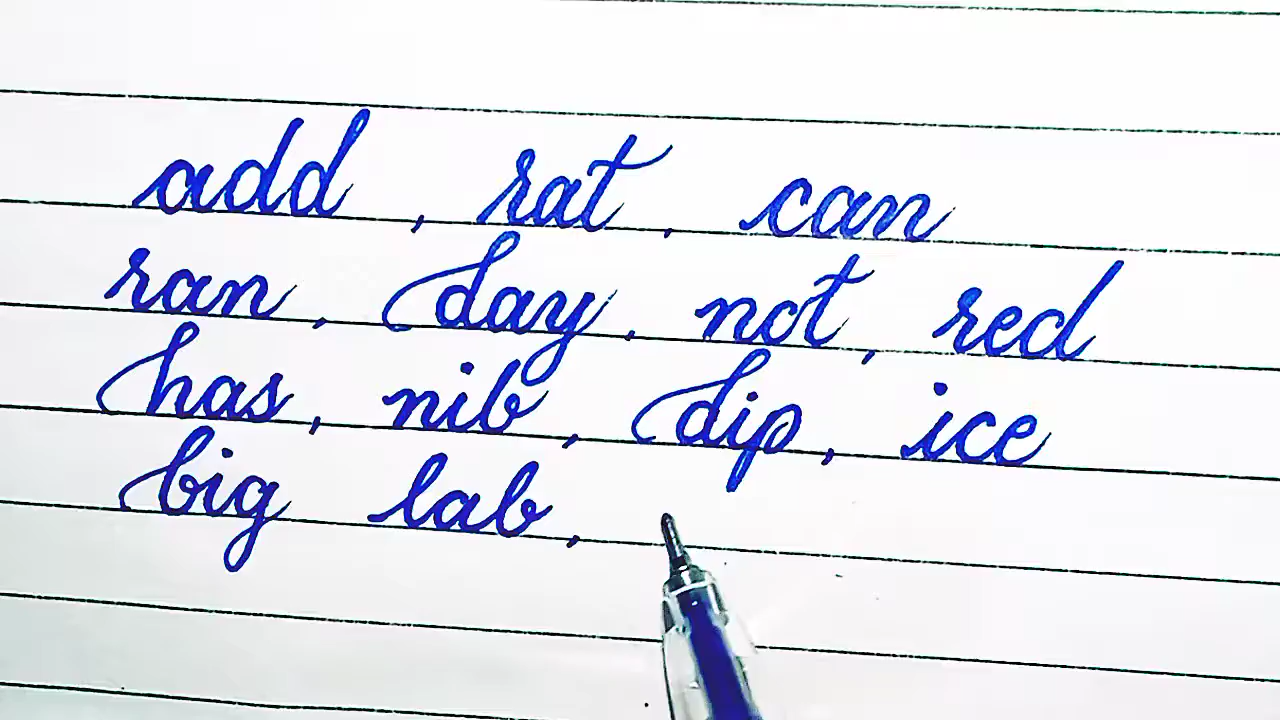 add, rat, can
ran, day, not, red
has, nib, dip, ice
big lab,